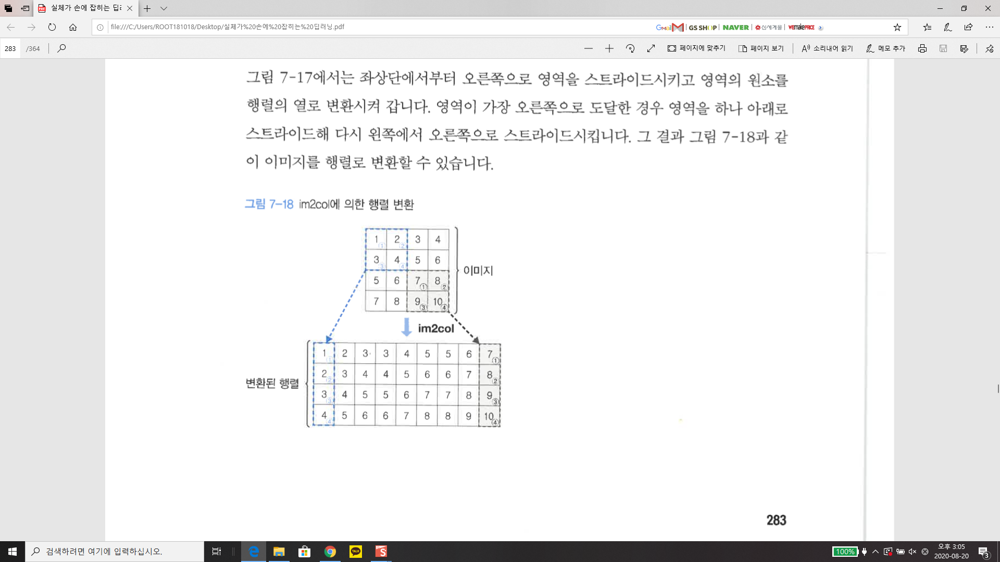 실체가 손에 잡히는 딥러
file:///C:/Users/ROOT181018/Desktop/실체가%20손에%20잡히는%20딥러닝.pdf
Gmail GS SHOP NAVER 신세계몰 WEMAKEPRICE
283 /364 페이지에 맞추기 페이지 보기 소리내어 읽기 메모 추가
그림 7-17에서는 좌상단에서부터 오른쪽으로 영역을 스트라이드시키고 영역의 원소를
행렬의 열로 변환시켜 갑니다. 영역이 가장 오른쪽으로 도달한 경우 영역을 하나 아래로
스트라이드해 다시 왼쪽에서 오른쪽으로 스트라이드시킵니다. 그 결과 그림 7-18과 같
이 이미지를 행렬로 변환할 수 있습니다.
그림 7-18 im2col에 의한 행렬 변환
1① 2② 3 4
3③ 4④ 5 6
이미지
5 6 7① 8②
7 8 9③ 10④
im2col
1① 2 3 3 4 5 5 6 7①
2② 3 4 4 5 6 6 7 8②
변환된 행렬
3③ 4 5 5 6 7 7 8 9③
4④ 5 6 6 7 8 8 9 10④
283
검색하려면 여기에 입력하십시오.
TALK
S
100%
오후 3:05
2020-08-20
3